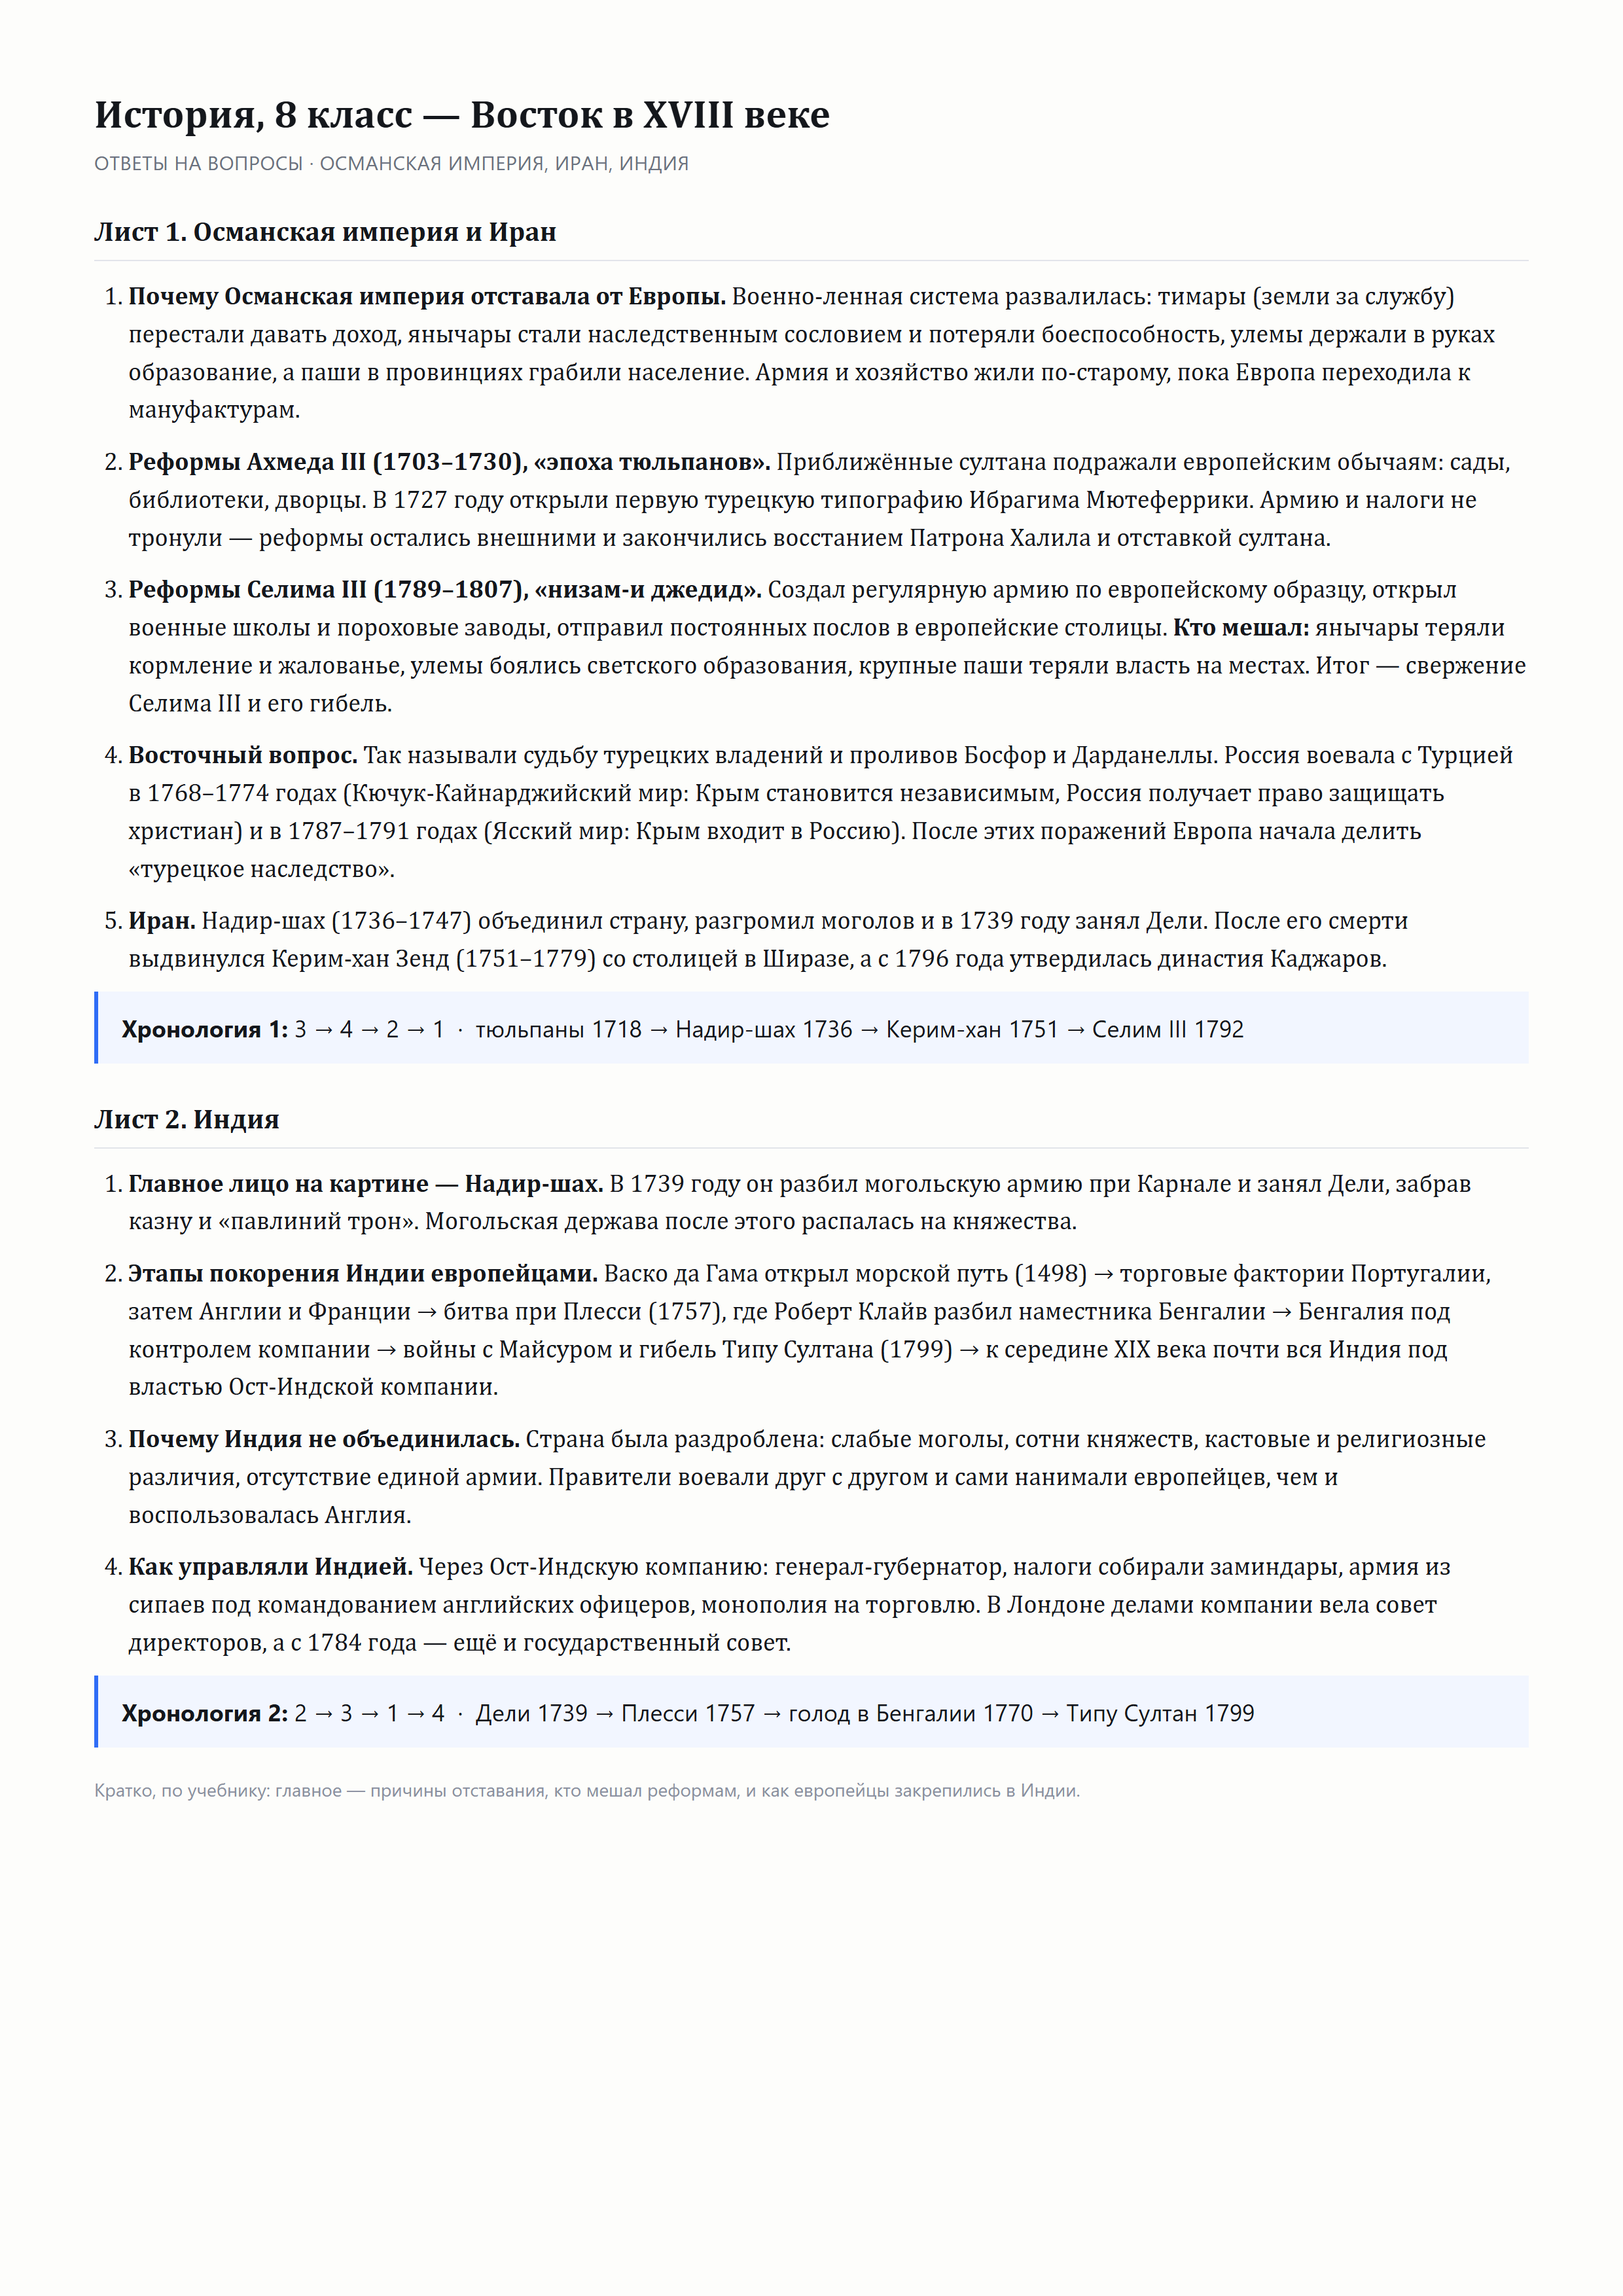 История, 8 класс — Восток в XVIII веке
ОТВЕТЫ НА ВОПРОСЫ · ОСМАНСКАЯ ИМПЕРИЯ, ИРАН, ИНДИЯ
Лист 1. Османская империя и Иран
1. Почему Османская империя отставала от Европы. Военно-ленная система развалилась: тимары (земли за службу)
перестали давать доход, янычары стали наследственным сословием и потеряли боеспособность, улемы держали в руках
образование, а паши в провинциях грабили население. Армия и хозяйство жили по-старому, пока Европа переходила к
мануфактурам.
2. Реформы Ахмеда III (1703–1730), «эпоха тюльпанов». Приближённые султана подражали европейским обычаям: сады,
библиотеки, дворцы. В 1727 году открыли первую турецкую типографию Ибрагима Мютеферрики. Армию и налоги не
тронули — реформы остались внешними и закончились восстанием Патрона Халила и отставкой султана.
3. Реформы Селима III (1789–1807), «низам-и джедид». Создал регулярную армию по европейскому образцу, открыл
военные школы и пороховые заводы, отправил постоянных послов в европейские столицы. Кто мешал: янычары теряли
кормление и жалованье, улемы боялись светского образования, крупные паши теряли власть на местах. Итог — свержение
Селима III и его гибель.
4. Восточный вопрос. Так называли судьбу турецких владений и проливов Босфор и Дарданеллы. Россия воевала с Турцией
в 1768–1774 годах (Кючук-Кайнарджийский мир: Крым становится независимым, Россия получает право защищать
христиан) и в 1787–1791 годах (Ясский мир: Крым входит в Россию). После этих поражений Европа начала делить
«турецкое наследство».
5. Иран. Надир-шах (1736–1747) объединил страну, разгромил моголов и в 1739 году занял Дели. После его смерти
выдвинулся Керим-хан Зенд (1751–1779) со столицей в Ширазе, а с 1796 года утвердилась династия Каджаров.
Хронология 1: 3 → 4 → 2 → 1 · тюльпаны 1718 → Надир-шах 1736 → Керим-хан 1751 → Селим III 1792
Лист 2. Индия
1. Главное лицо на картине — Надир-шах. В 1739 году он разбил могольскую армию при Карнале и занял Дели, забрав
казну и «павлиний трон». Могольская держава после этого распалась на княжества.
2. Этапы покорения Индии европейцами. Васко да Гама открыл морской путь (1498) → торговые фактории Португалии,
затем Англии и Франции → битва при Плесси (1757), где Роберт Клайв разбил наместника Бенгалии → Бенгалия под
контролем компании → войны с Майсуром и гибель Типу Султана (1799) → к середине XIX века почти вся Индия под
властью Ост-Индской компании.
3. Почему Индия не объединилась. Страна была раздроблена: слабые моголы, сотни княжеств, кастовые и религиозные
различия, отсутствие единой армии. Правители воевали друг с другом и сами нанимали европейцев, чем и
воспользовалась Англия.
4. Как управляли Индией. Через Ост-Индскую компанию: генерал-губернатор, налоги собирали заминдары, армия из
сипаев под командованием английских офицеров, монополия на торговлю. В Лондоне делами компании вела совет
директоров, а с 1784 года — ещё и государственный совет.
Хронология 2: 2 → 3 → 1 → 4 · Дели 1739 → Плесси 1757 → голод в Бенгалии 1770 → Типу Султан 1799
Кратко, по учебнику: главное — причины отставания, кто мешал реформам, и как европейцы закрепились в Индии.